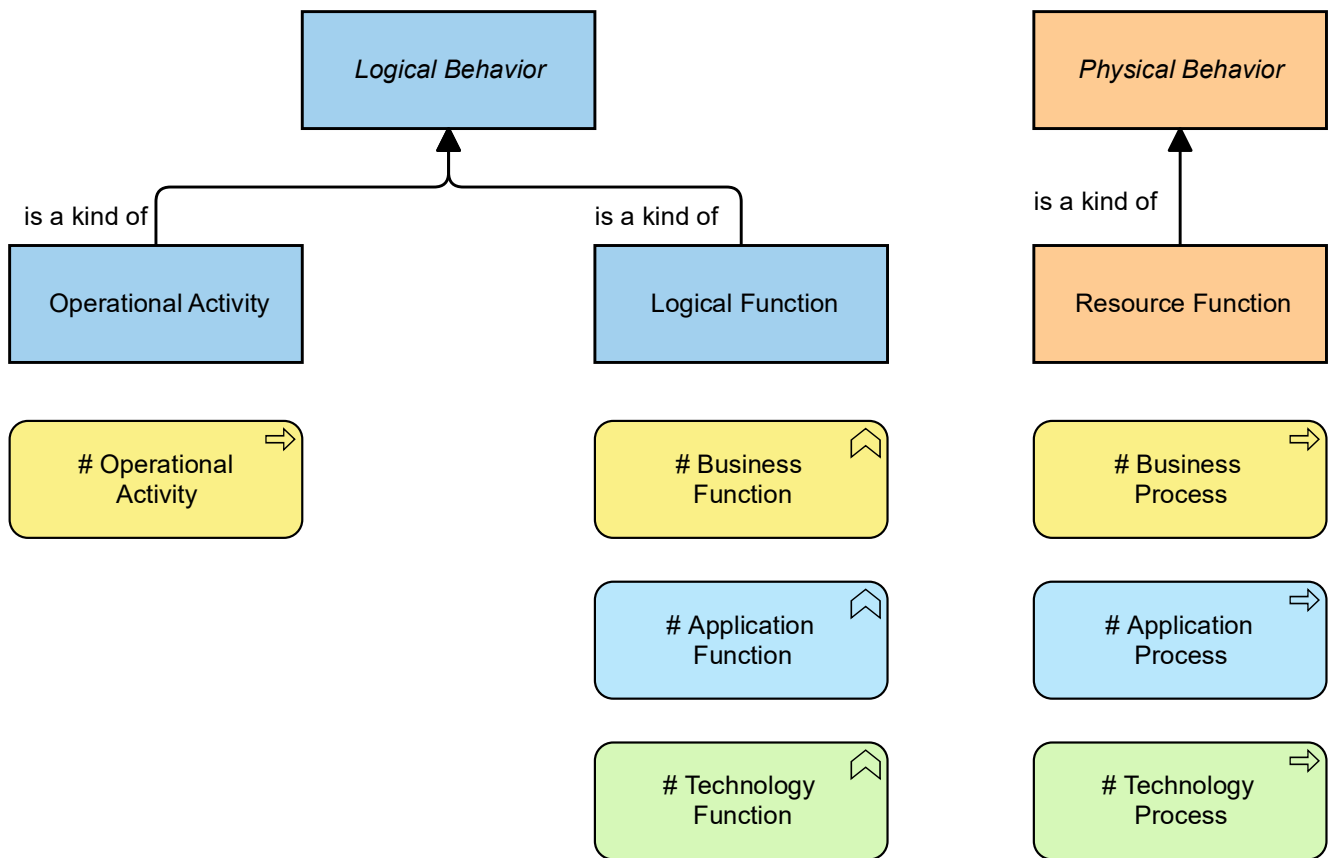 Logical Behavior
Physical Behavior
is a kind of
is a kind of
is a kind of
Operational Activity
Logical Function
Resource Function
# Operational
Activity
# Business
Function
# Business
Process
# Application
Function
# Application
Process
# Technology
Function
# Technology
Process